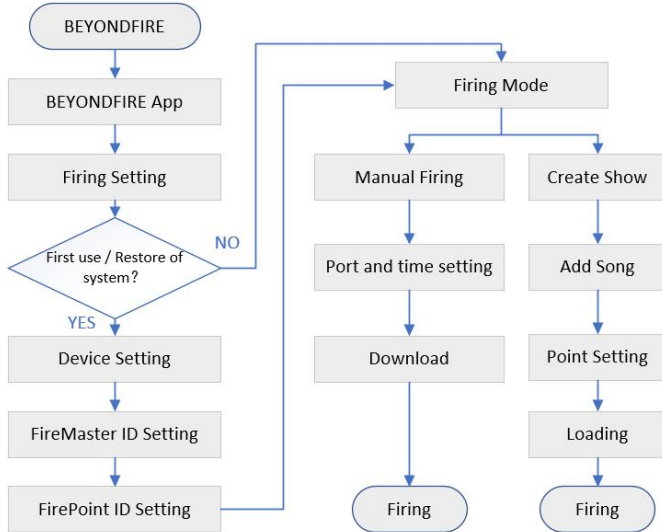 BEYONDFIRE
BEYONDFIRE App
Firing Setting
First use / Restore of
system?
NO
YES
Device Setting
FireMaster ID Setting
FirePoint ID Setting
Firing Mode
Manual Firing
Port and time setting
Download
Firing
Create Show
Add Song
Point Setting
Loading
Firing